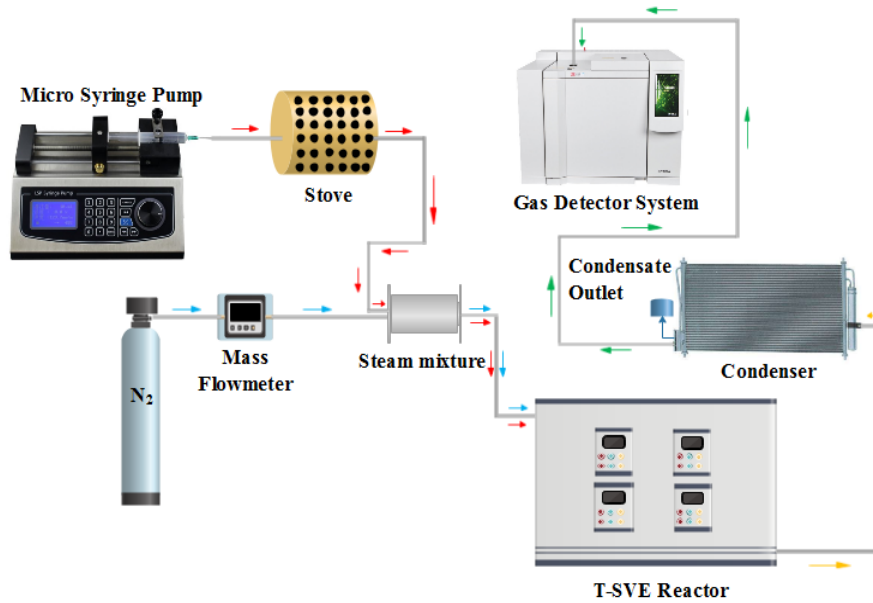 Micro Syringe Pump
Stove
Gas Detector System
Condensate
Outlet
Condenser
Mass
Flowmeter
Steam mixture
N₂
T-SVE Reactor